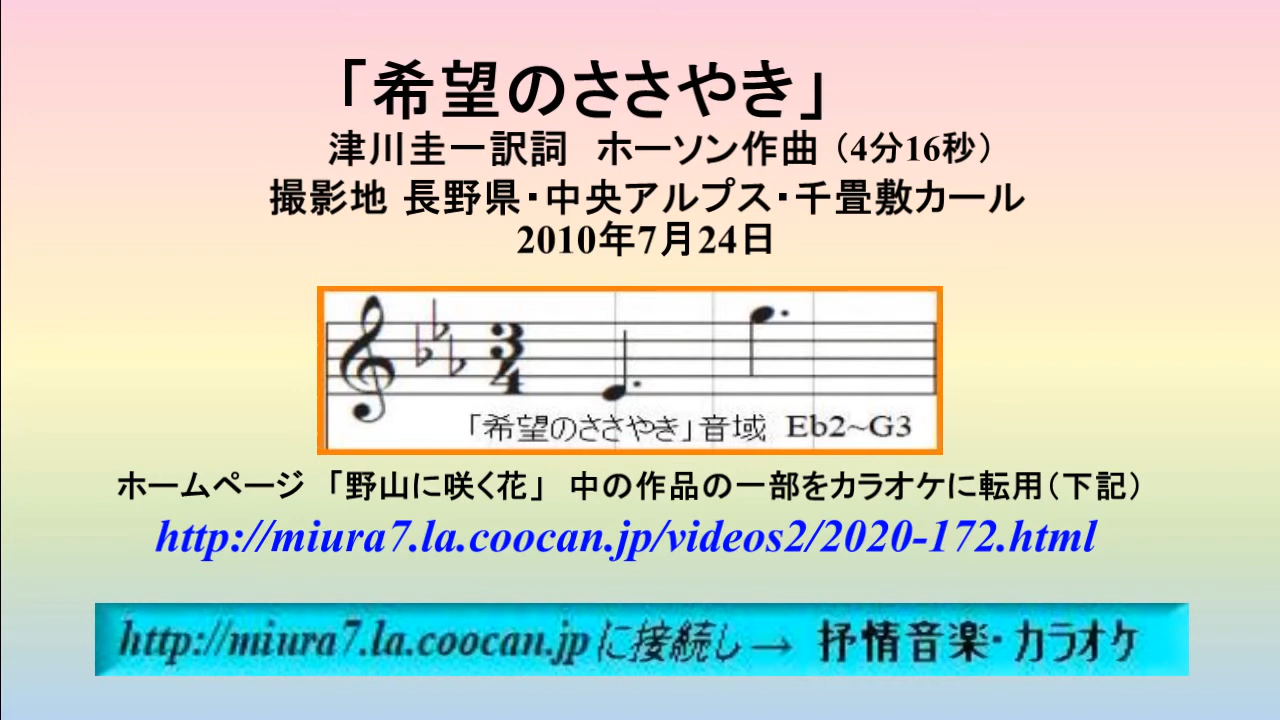 「希望のささやき」
津川圭一訳詞　ホーソン作曲（4分16秒）
撮影地 長野県・中央アルプス・千畳敷カール
2010年7月24日
3
4
「希望のささやき」音域　Eb2~G3
ホームページ 「野山に咲く花」 中の作品の一部をカラオケに転用（下記）
http://miura7.la.coocan.jp/videos2/2020-172.html
http://miura7.la.coocan.jp に接続し → 抒情音楽・カラオケ